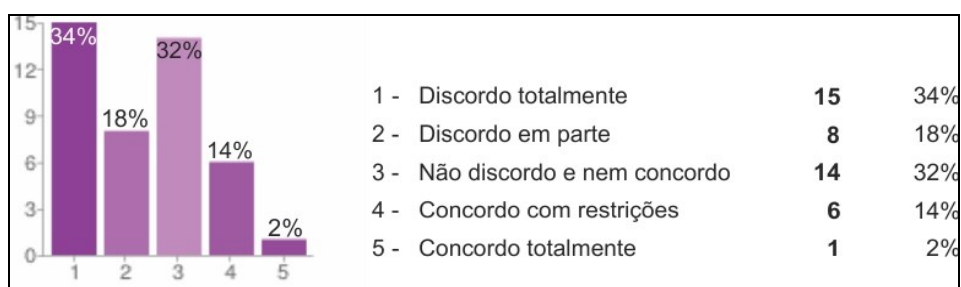 15
34%
32%
12
9
18%
14%
6
3
2%
0
1 2 3 4 5
1 - Discordo totalmente 15 34%
2 - Discordo em parte 8 18%
3 - Não discordo e nem concordo 14 32%
4 - Concordo com restrições 6 14%
5 - Concordo totalmente 1 2%